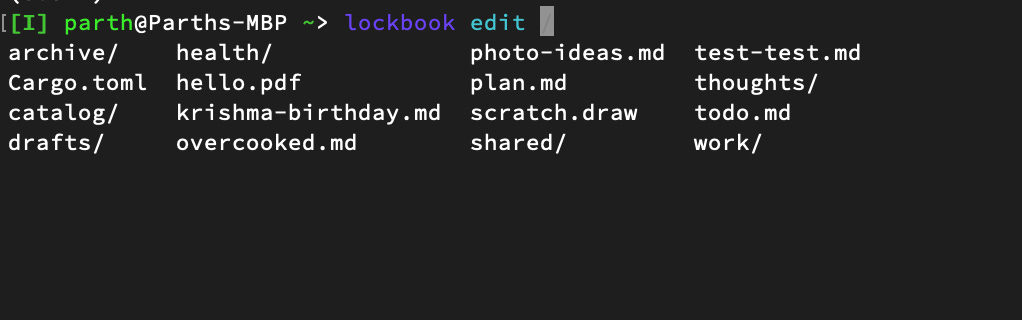 [[I] parth@Parths-MBP ~> lockbook edit /
archive/ health/ photo-ideas.md test-test.md
Cargo.toml hello.pdf plan.md thoughts/
catalog/ krishma-birthday.md scratch.draw todo.md
drafts/ overcooked.md shared/ work/